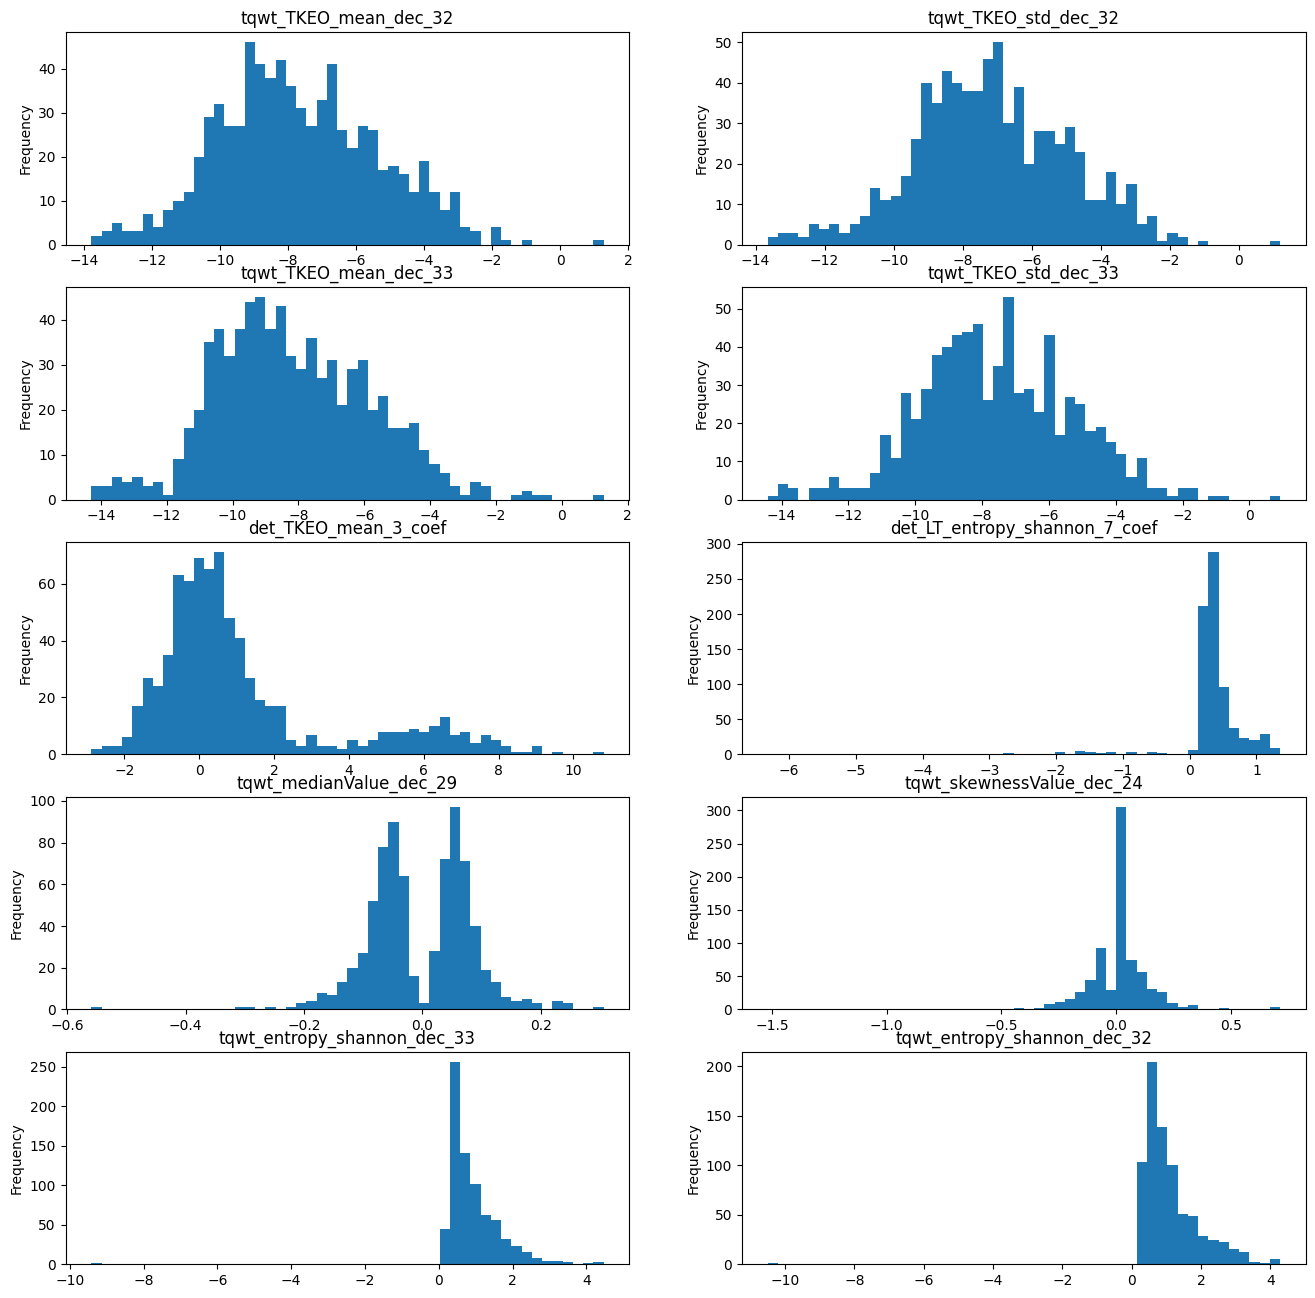 tqwt_TKEO_mean_dec_32
tqwt_TKEO_std_dec_32
Frequency
0 10 20 30 40
−14 −12 −10 −8 −6 −4 −2 0 2
Frequency
0 10 20 30 40 50
−14 −12 −10 −8 −6 −4 −2 0
tqwt_TKEO_mean_dec_33
tqwt_TKEO_std_dec_33
Frequency
0 10 20 30 40
−14 −12 −10 −8 −6 −4 −2 0 2
Frequency
0 10 20 30 40 50
−14 −12 −10 −8 −6 −4 −2 0
det_TKEO_mean_3_coef
det_LT_entropy_shannon_7_coef
Frequency
0 20 40 60
−2 0 2 4 6 8 10
Frequency
0 50 100 150 200 250 300
−6 −5 −4 −3 −2 −1 0 1
tqwt_medianValue_dec_29
tqwt_skewnessValue_dec_24
Frequency
0 20 40 60 80 100
−0.6 −0.4 −0.2 0.0 0.2
Frequency
0 50 100 150 200 250 300
−1.5 −1.0 −0.5 0.0 0.5
tqwt_entropy_shannon_dec_33
tqwt_entropy_shannon_dec_32
Frequency
0 50 100 150 200 250
−10 −8 −6 −4 −2 0 2 4
Frequency
0 50 100 150 200
−10 −8 −6 −4 −2 0 2 4